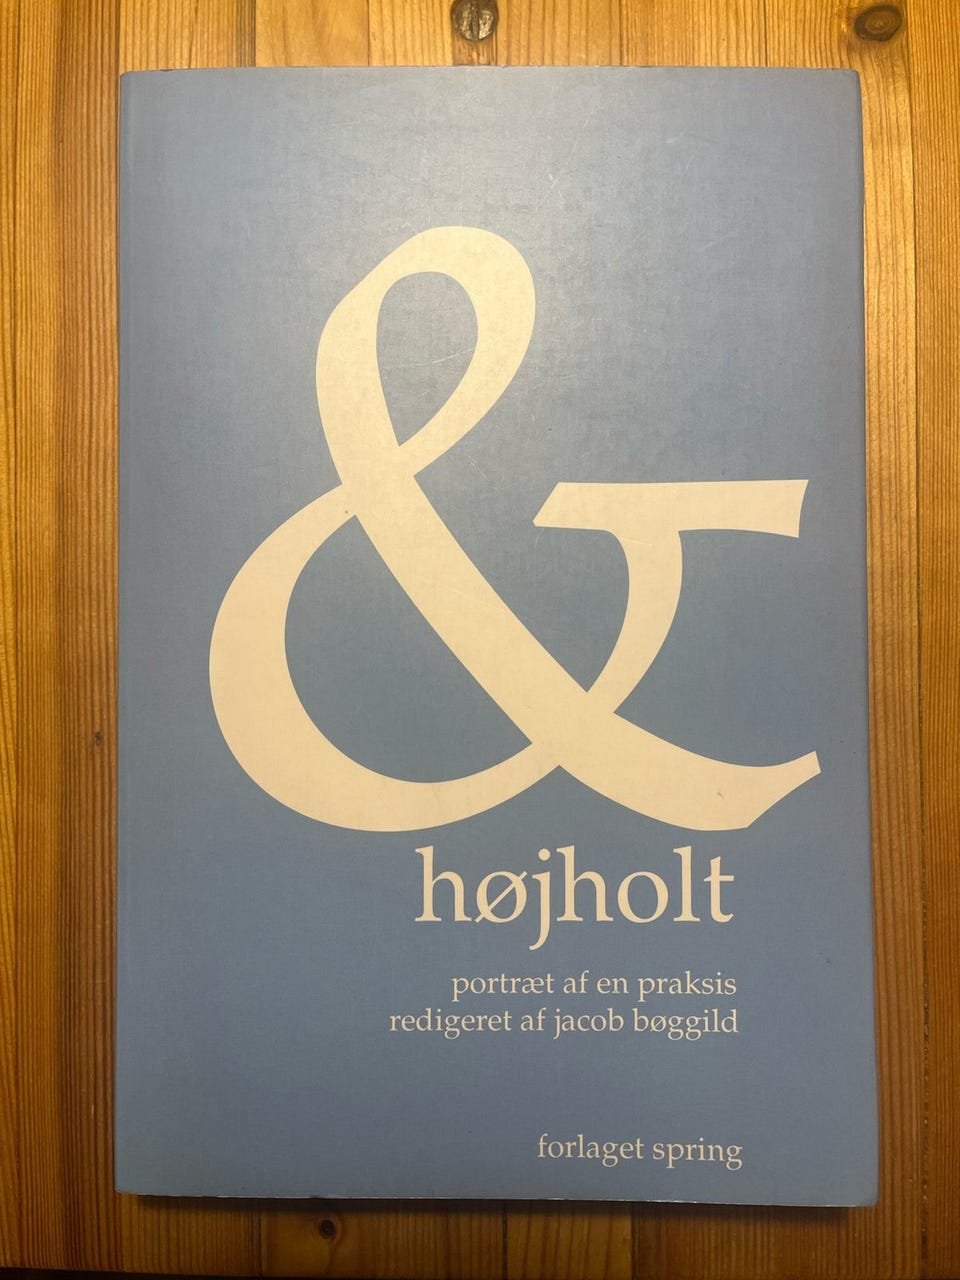 &
højholt
portræt af en praksis
redigeret af jacob bøggild
forlaget spring